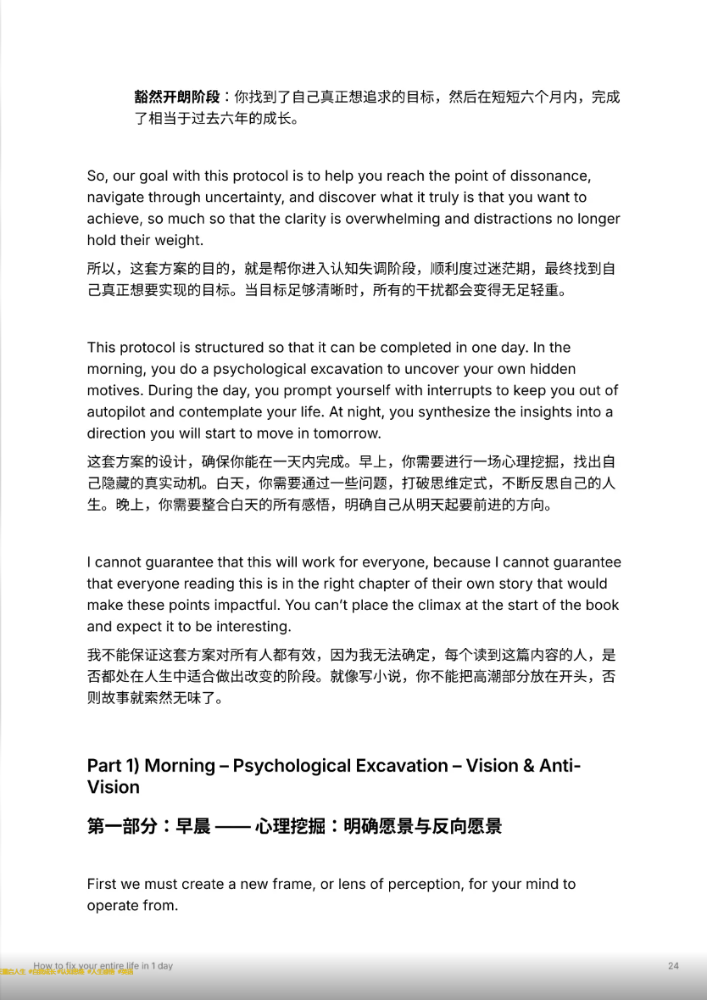 豁然开朗阶段：你找到了自己真正想追求的目标，然后在短短六个月内，完成
了相当于过去六年的成长。
So, our goal with this protocol is to help you reach the point of dissonance,
navigate through uncertainty, and discover what it truly is that you want to
achieve, so much so that the clarity is overwhelming and distractions no longer
hold their weight.
所以，这套方案的目的，就是帮你进入认知失调阶段，顺利度过迷茫期，最终找到自
己真正想要实现的目标。当目标足够清晰时，所有的干扰都会变得无足轻重。
This protocol is structured so that it can be completed in one day. In the
morning, you do a psychological excavation to uncover your own hidden
motives. During the day, you prompt yourself with interrupts to keep you out of
autopilot and contemplate your life. At night, you synthesize the insights into a
direction you will start to move in tomorrow.
这套方案的设计，确保你能在一天内完成。早上，你需要进行一场心理挖掘，找出自
己隐藏的真实动机。白天，你需要通过一些问题，打破思维定式，不断反思自己的人
生。晚上，你需要整合白天的所有感悟，明确自己从明天起要前进的方向。
I cannot guarantee that this will work for everyone, because I cannot guarantee
that everyone reading this is in the right chapter of their own story that would
make these points impactful. You can’t place the climax at the start of the book
and expect it to be interesting.
我不能保证这套方案对所有人都有效，因为我无法确定，每个读到这篇内容的人，是
否都处在人生中适合做出改变的阶段。就像写小说，你不能把高潮部分放在开头，否
则故事就索然无味了。
Part 1) Morning – Psychological Excavation – Vision & Anti-
Vision
第一部分：早晨 —— 心理挖掘：明确愿景与反向愿景
First we must create a new frame, or lens of perception, for your mind to
operate from.
How to fix your entire life in 1 day
24